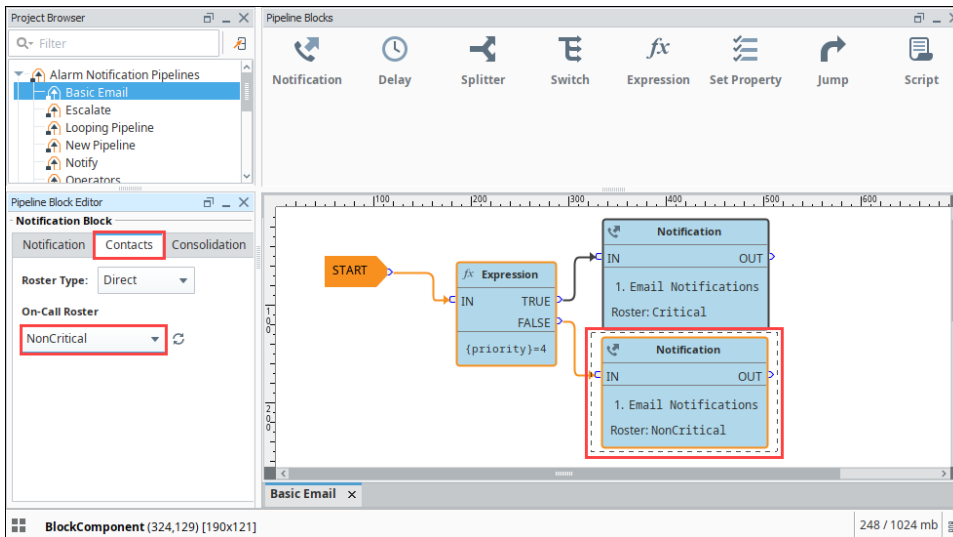 Project Browser
Filter
Alarm Notification Pipelines
Basic Email
Escalate
Looping Pipeline
New Pipeline
Notify
Operators
Pipeline Blocks
Notification Delay Splitter Switch Expression Set Property Jump Script
Pipeline Block Editor
Notification Block
Notification Contacts Consolidation
Roster Type: Direct
On-Call Roster
NonCritical
100 200 300 400 500 600
100
200
START
fx Expression
IN TRUE
FALSE
{priority}=4
Notification
IN OUT
1. Email Notifications
Roster: Critical
Notification
IN OUT
1. Email Notifications
Roster: NonCritical
Basic Email
BlockComponent (324,129) [190x121]
248 / 1024 mb